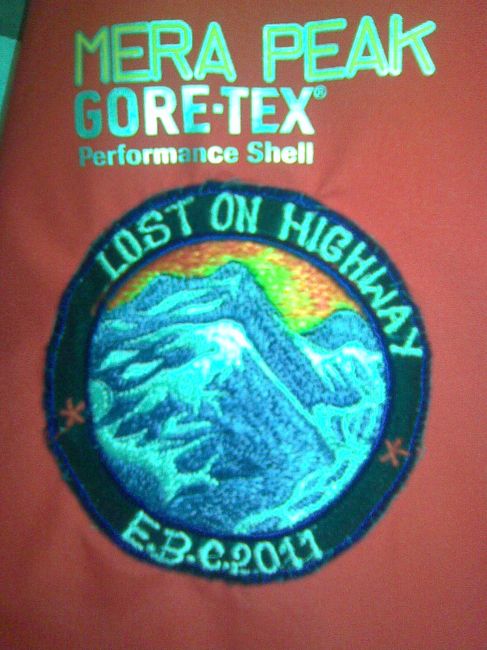 MERA PEAK
GORE-TEX®
Performance Shell
LOST ON HIGHWAY
E.B.C.2011